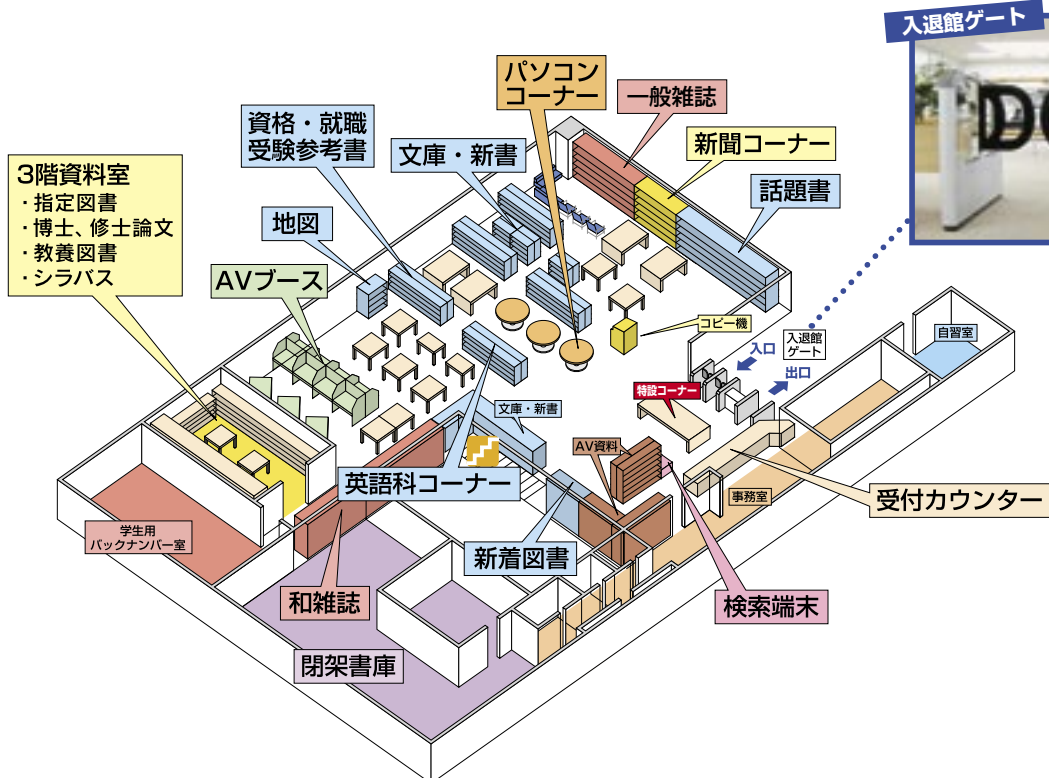 入退館ゲート
パソコン
コーナー
一般雑誌
資格・就職
受験参考書
文庫・新書
新聞コーナー
3階資料室
・指定図書
・博士、修士論文
・教養図書
・シラバス
話題書
地図
AVブース
コピー機
入口
入退館
ゲート
出口
自習室
特設コーナー
文庫・新書
AV資料
英語科コーナー
事務室
受付カウンター
学生用
バックナンバー室
新着図書
和雑誌
検索端末
閉架書庫